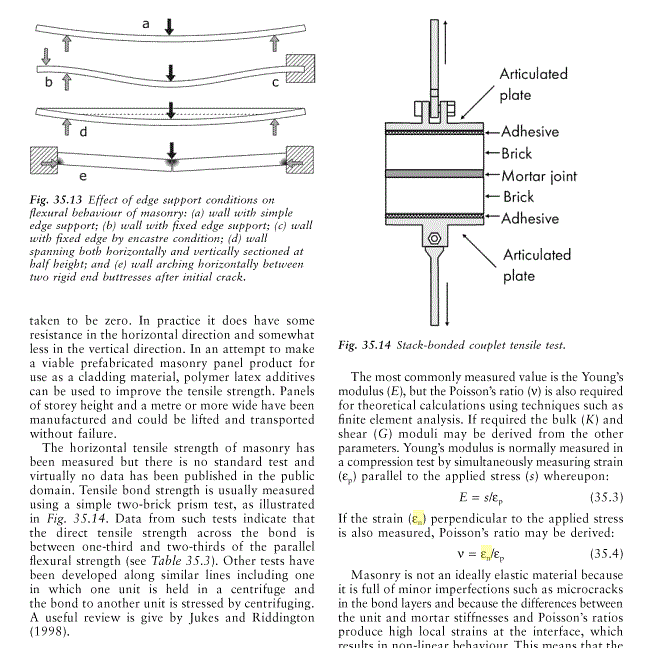 a
b
c
d
e
Fig. 35.13 Effect of edge support conditions on
flexural behaviour of masonry: (a) wall with simple
edge support; (b) wall with fixed edge support; (c) wall
with fixed edge by encastre condition; (d) wall
spanning both horizontally and vertically sectioned at
half height; and (e) wall arching horizontally between
two rigid end buttresses after initial crack.
taken to be zero. In practice it does have some
resistance in the horizontal direction and somewhat
less in the vertical direction. In an attempt to make
a viable prefabricated masonry panel product for
use as a cladding material, polymer latex additives
can be used to improve the tensile strength. Panels
of storey height and a metre or more wide have been
manufactured and could be lifted and transported
without failure.
The horizontal tensile strength of masonry has
been measured but there is no standard test and
virtually no data has been published in the public
domain. Tensile bond strength is usually measured
using a simple two-brick prism test, as illustrated
in Fig. 35.14. Data from such tests indicate that
the direct tensile strength across the bond is
between one-third and two-thirds of the parallel
flexural strength (see Table 35.3). Other tests have
been developed along similar lines including one
in which one unit is held in a centrifuge and
the bond to another unit is stressed by centrifuging.
A useful review is give by Jukes and Riddington
(1998).
Articulated
plate
Adhesive
Brick
Mortar joint
Brick
Adhesive
Articulated
plate
Fig. 35.14 Stack-bonded couplet tensile test.
The most commonly measured value is the Young's
modulus (E), but the Poisson's ratio (ν) is also required
for theoretical calculations using techniques such as
finite element analysis. If required the bulk (K) and
shear (G) moduli may be derived from the other
parameters. Young's modulus is normally measured in
a compression test by simultaneously measuring strain
(εp) parallel to the applied stress (s) whereupon:
E = s/εp (35.3)
If the strain (εn) perpendicular to the applied stress
is also measured, Poisson's ratio may be derived:
ν = εn/εp (35.4)
Masonry is not an ideally elastic material because
it is full of minor imperfections such as microcracks
in the bond layers and because the differences between
the unit and mortar stiffnesses and Poisson's ratios
produce high local strains at the interface, which
results in non-linear behaviour. This means that the